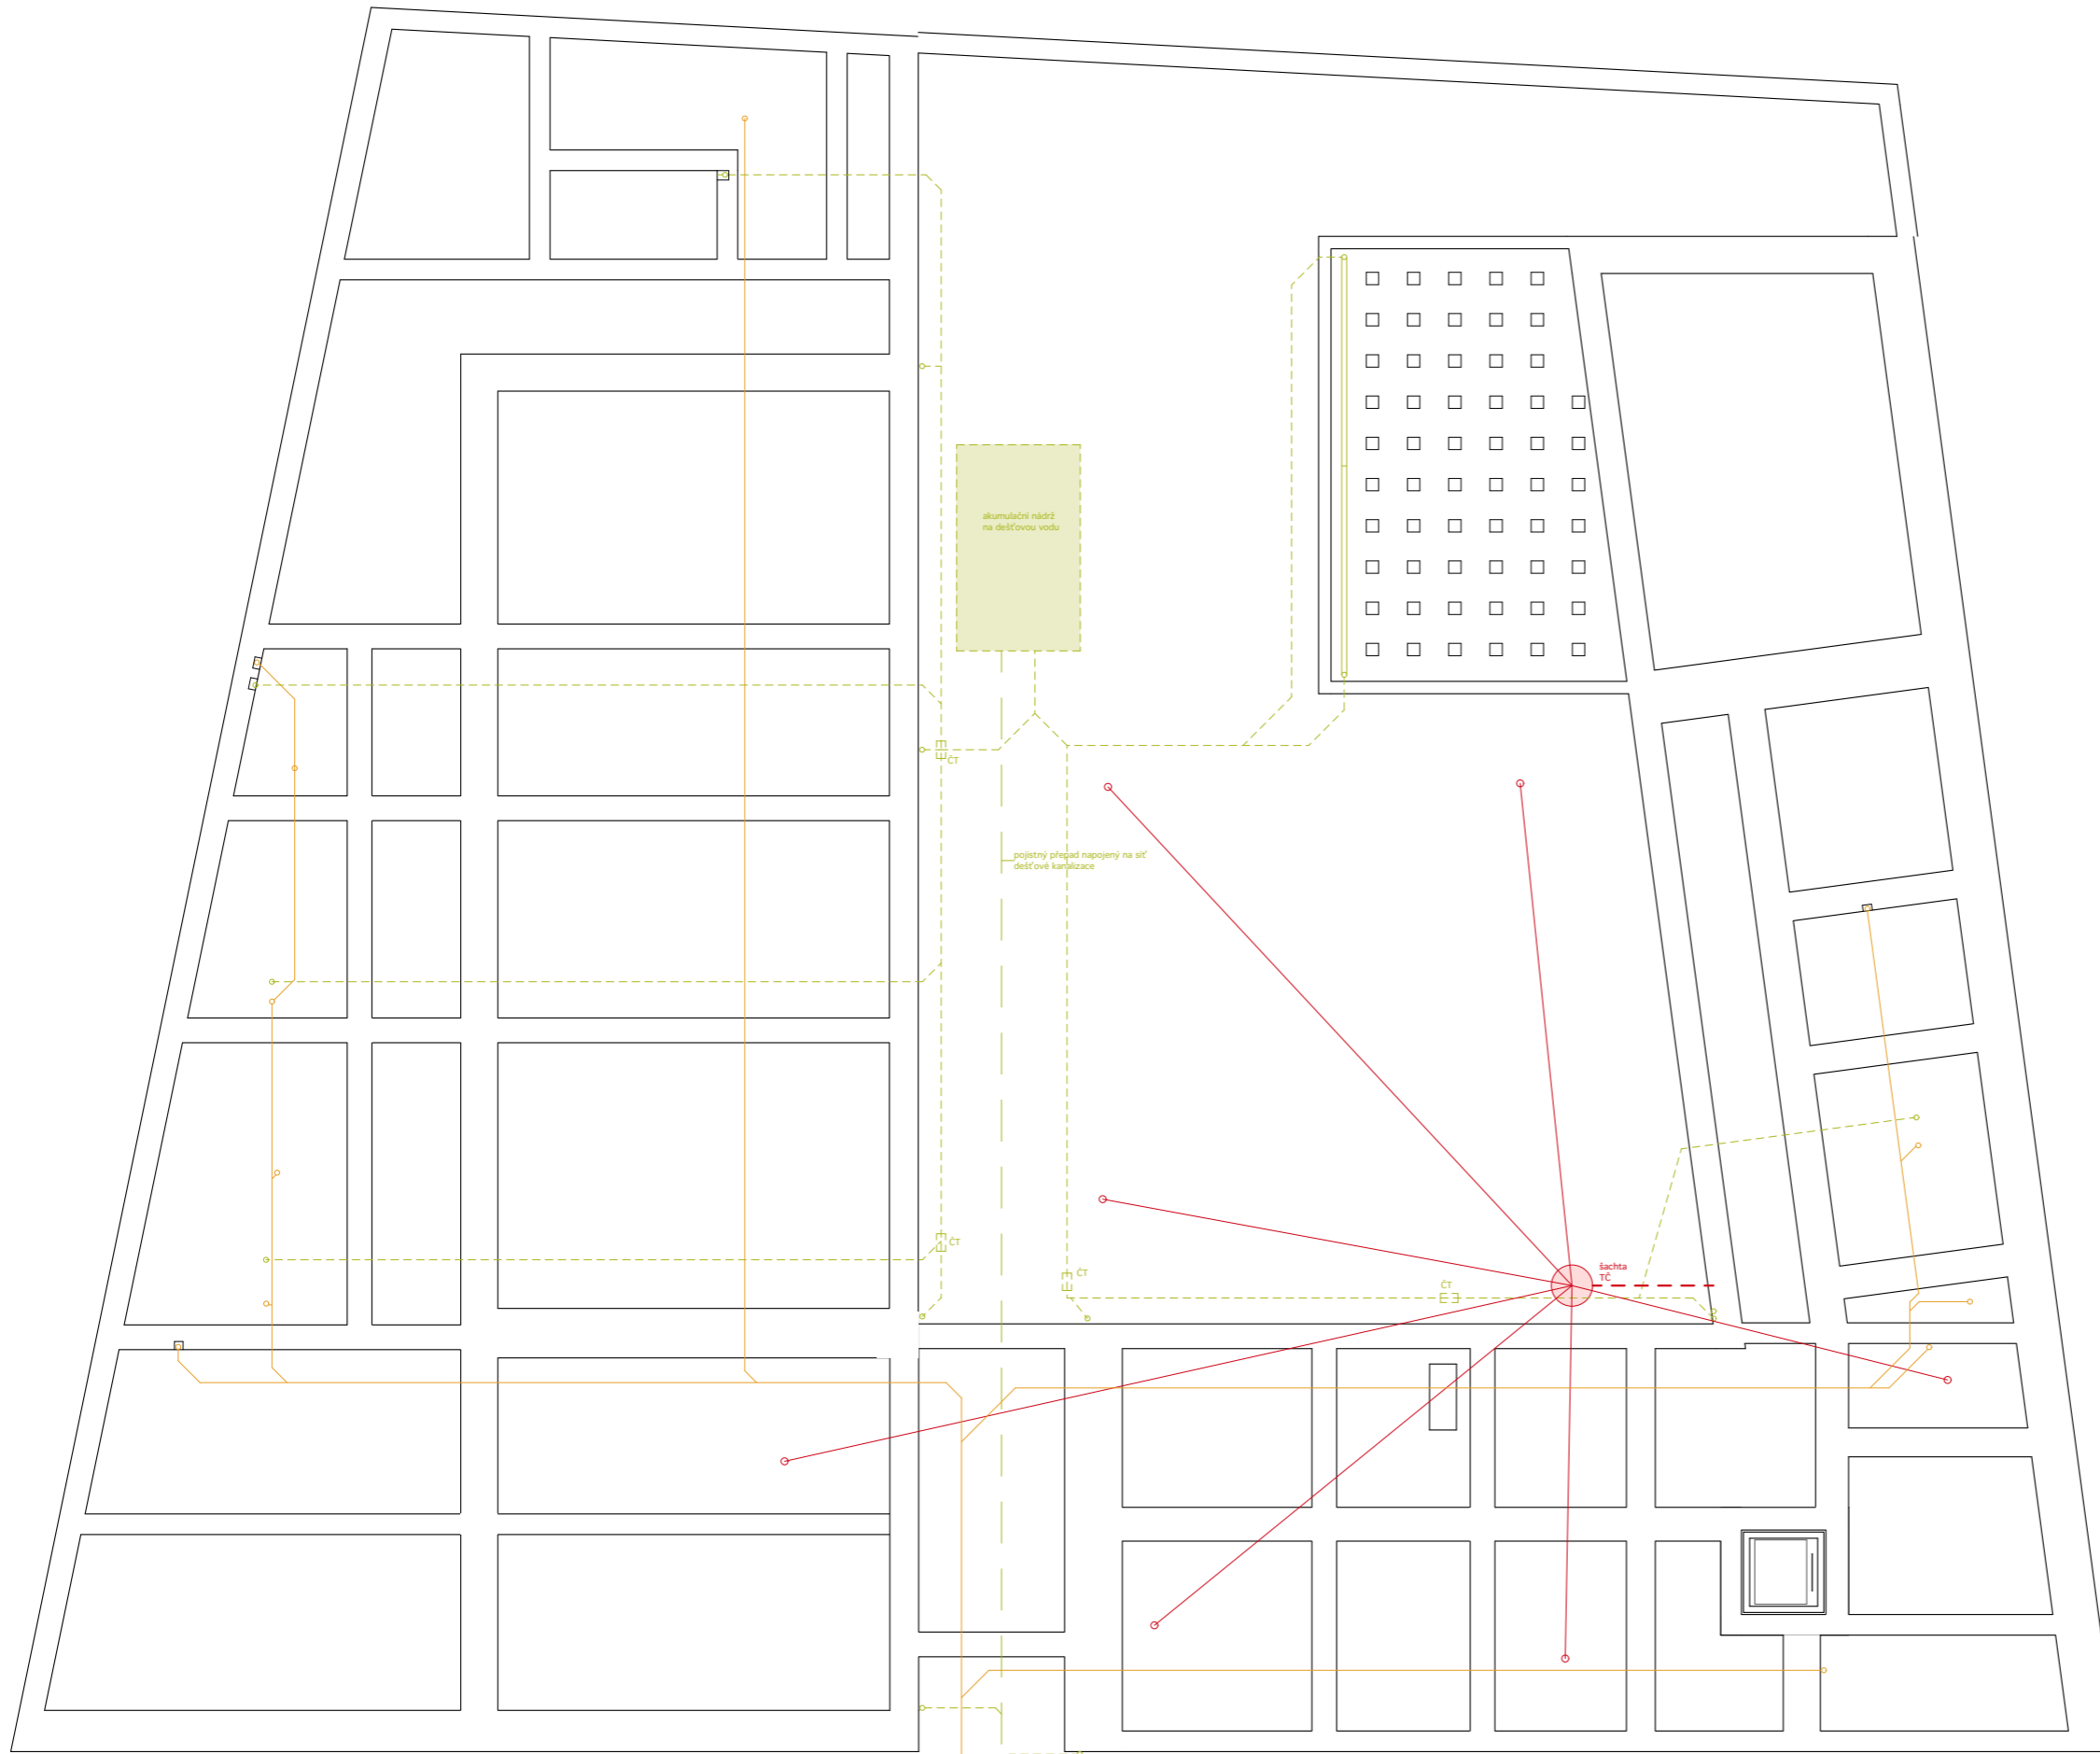 akumulační nádrž
na dešťovou vodu
ČT
pojistný přepad napojený na síť
dešťové kanalizace
ČT
ČT
ČT
šachta
TČ